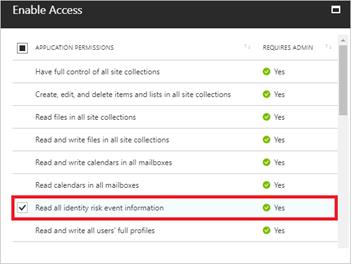 Enable Access
APPLICATION PERMISSIONS REQUIRES ADMIN
Have full control of all site collections Yes
Create, edit, and delete items and lists in all site collections Yes
Read files in all site collections Yes
Read and write files in all site collections Yes
Read and write calendars in all mailboxes Yes
Read calendars in all mailboxes Yes
Read all identity risk event information Yes
Read and write all users' full profiles Yes